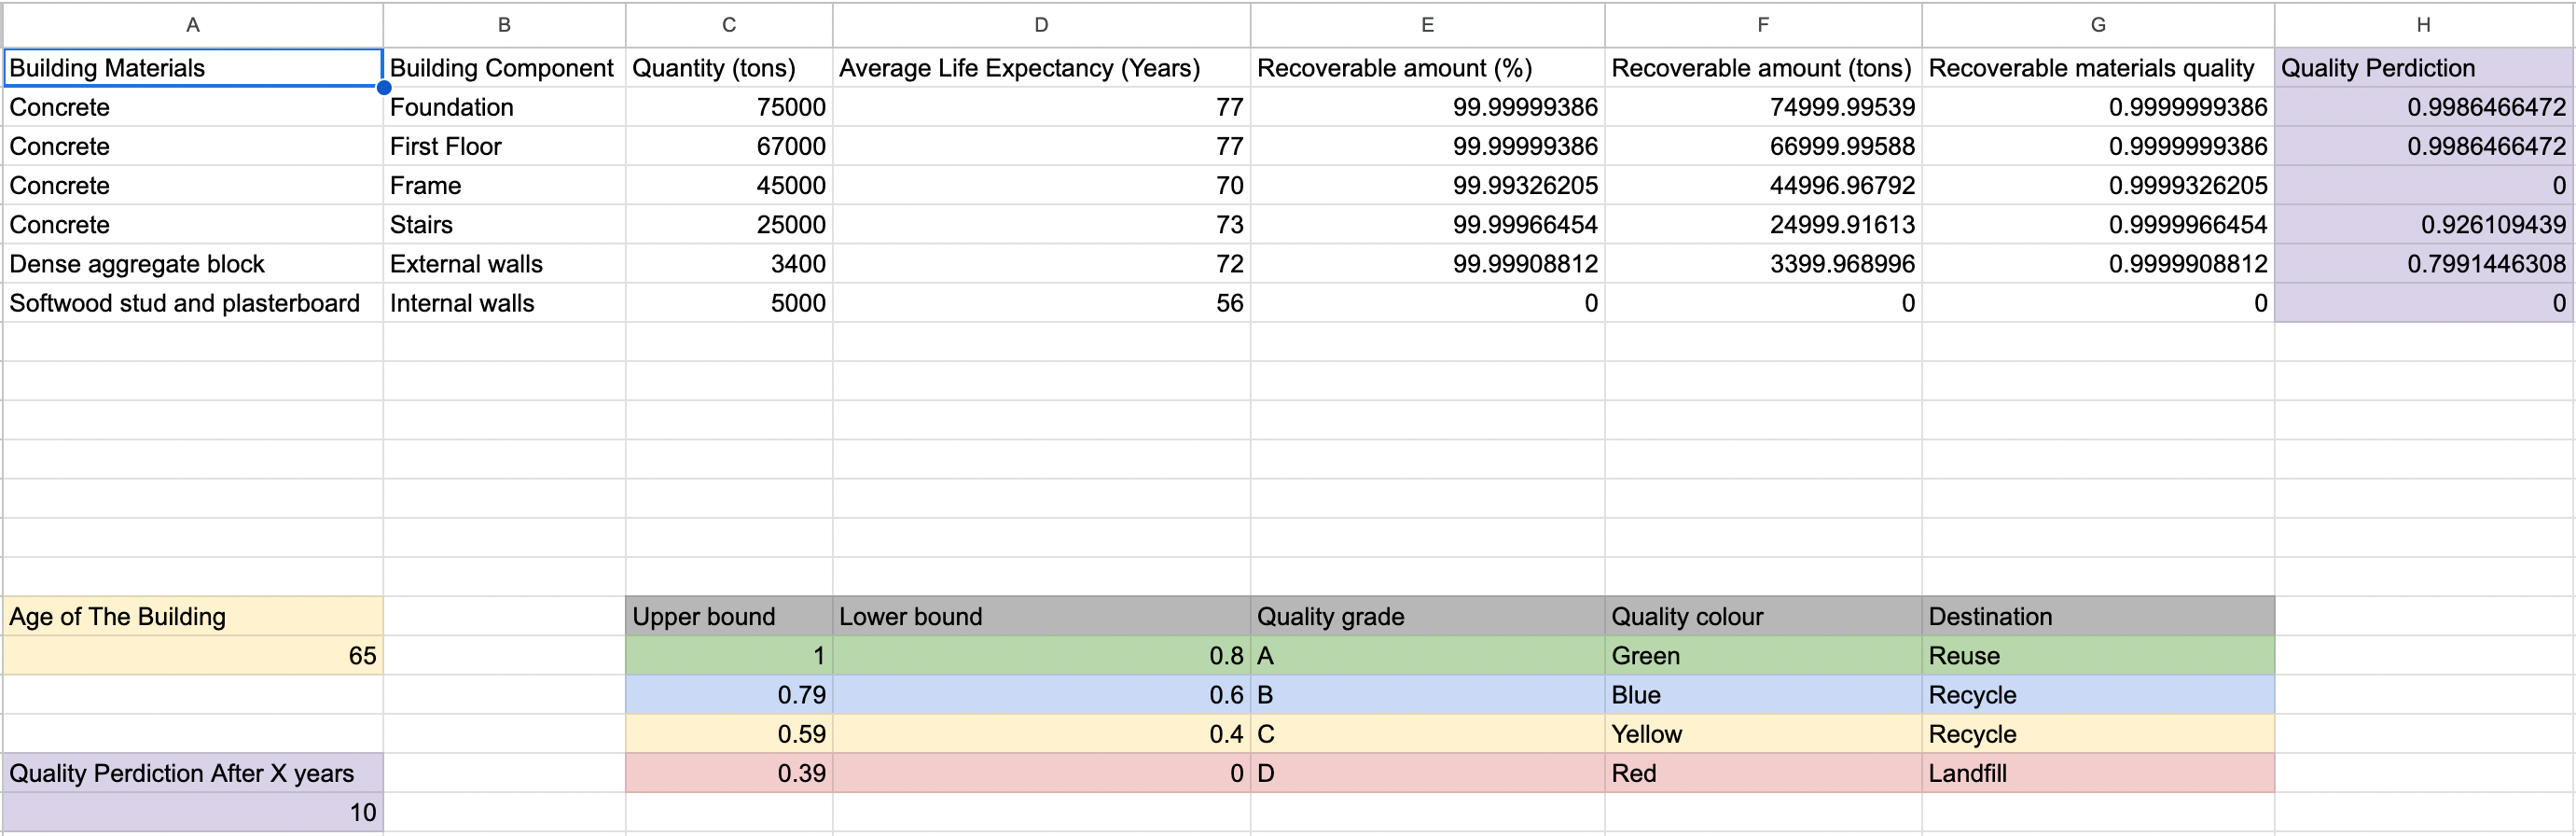 A B C D E F G H
Building Materials Building Component Quantity (tons) Average Life Expectancy (Years) Recoverable amount (%) Recoverable amount (tons) Recoverable materials quality Quality Perdiction
Concrete Foundation 75000 77 99.99999386 74999.99539 0.9999999386 0.9986466472
Concrete First Floor 67000 77 99.99999386 66999.99588 0.9999999386 0.9986466472
Concrete Frame 45000 70 99.99326205 44996.96792 0.9999326205 0
Concrete Stairs 25000 73 99.99966454 24999.91613 0.9999966454 0.926109439
Dense aggregate block External walls 3400 72 99.99908812 3399.968996 0.9999908812 0.7991446308
Softwood stud and plasterboard Internal walls 5000 56 0 0 0 0
Age of The Building Upper bound Lower bound Quality grade Quality colour Destination
65 1 0.8 A Green Reuse
0.79 0.6 B Blue Recycle
0.59 0.4 C Yellow Recycle
Quality Perdiction After X years 0.39 0 D Red Landfill
10